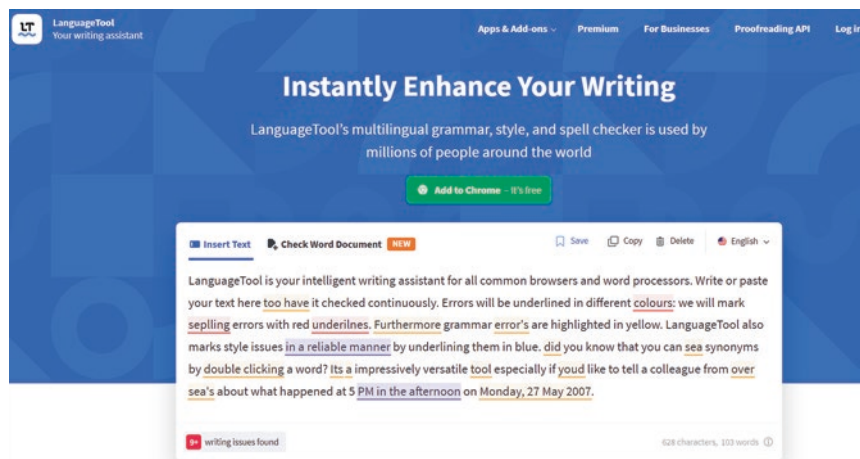 LanguageTool
Your writing assistant
Apps & Add-ons
Premium
For Businesses
Proofreading API
Log in
Instantly Enhance Your Writing
LanguageTool's multilingual grammar, style, and spell checker is used by
millions of people around the world
Add to Chrome – It's free
Insert Text
Check Word Document NEW
Save
Copy
Delete
English
LanguageTool is your intelligent writing assistant for all common browsers and word processors. Write or paste
your text here too have it checked continuously. Errors will be underlined in different colours: we will mark
seplling errors with red underilnes. Furthermore grammar error's are highlighted in yellow. LanguageTool also
marks style issues in a reliable manner by underlining them in blue. did you know that you can sea synonyms
by double clicking a word? Its a impressively versatile tool especially if youd like to tell a colleague from over
sea's about what happened at 5 PM in the afternoon on Monday, 27 May 2007.
9+ writing issues found
628 characters, 103 words